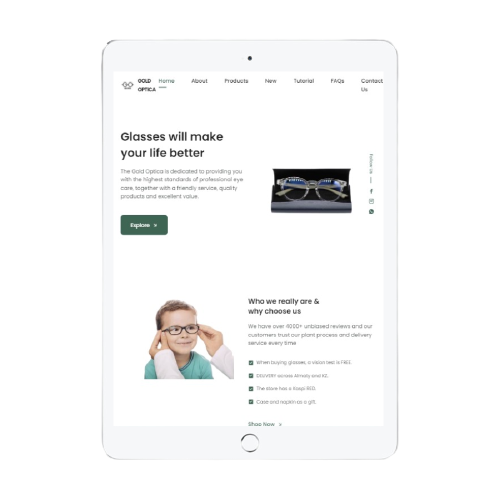 GOLD OPTICA
Home
About
Products
New
Tutorial
FAQs
Contact Us
Glasses will make
your life better
The Gold Optica is dedicated to providing you
with the highest standards of professional eye
care, together with a friendly service, quality
products and excellent value.
Follow Us
Explore >
Who we really are &
why choose us
We have over 4000+ unbiased reviews and our
customers trust our plant process and delivery
service every time
When buying glasses, a vision test is FREE.
DELIVERY across Almaty and KZ.
The store has a Kaspi RED.
Case and napkin as a gift.
Shop Now >